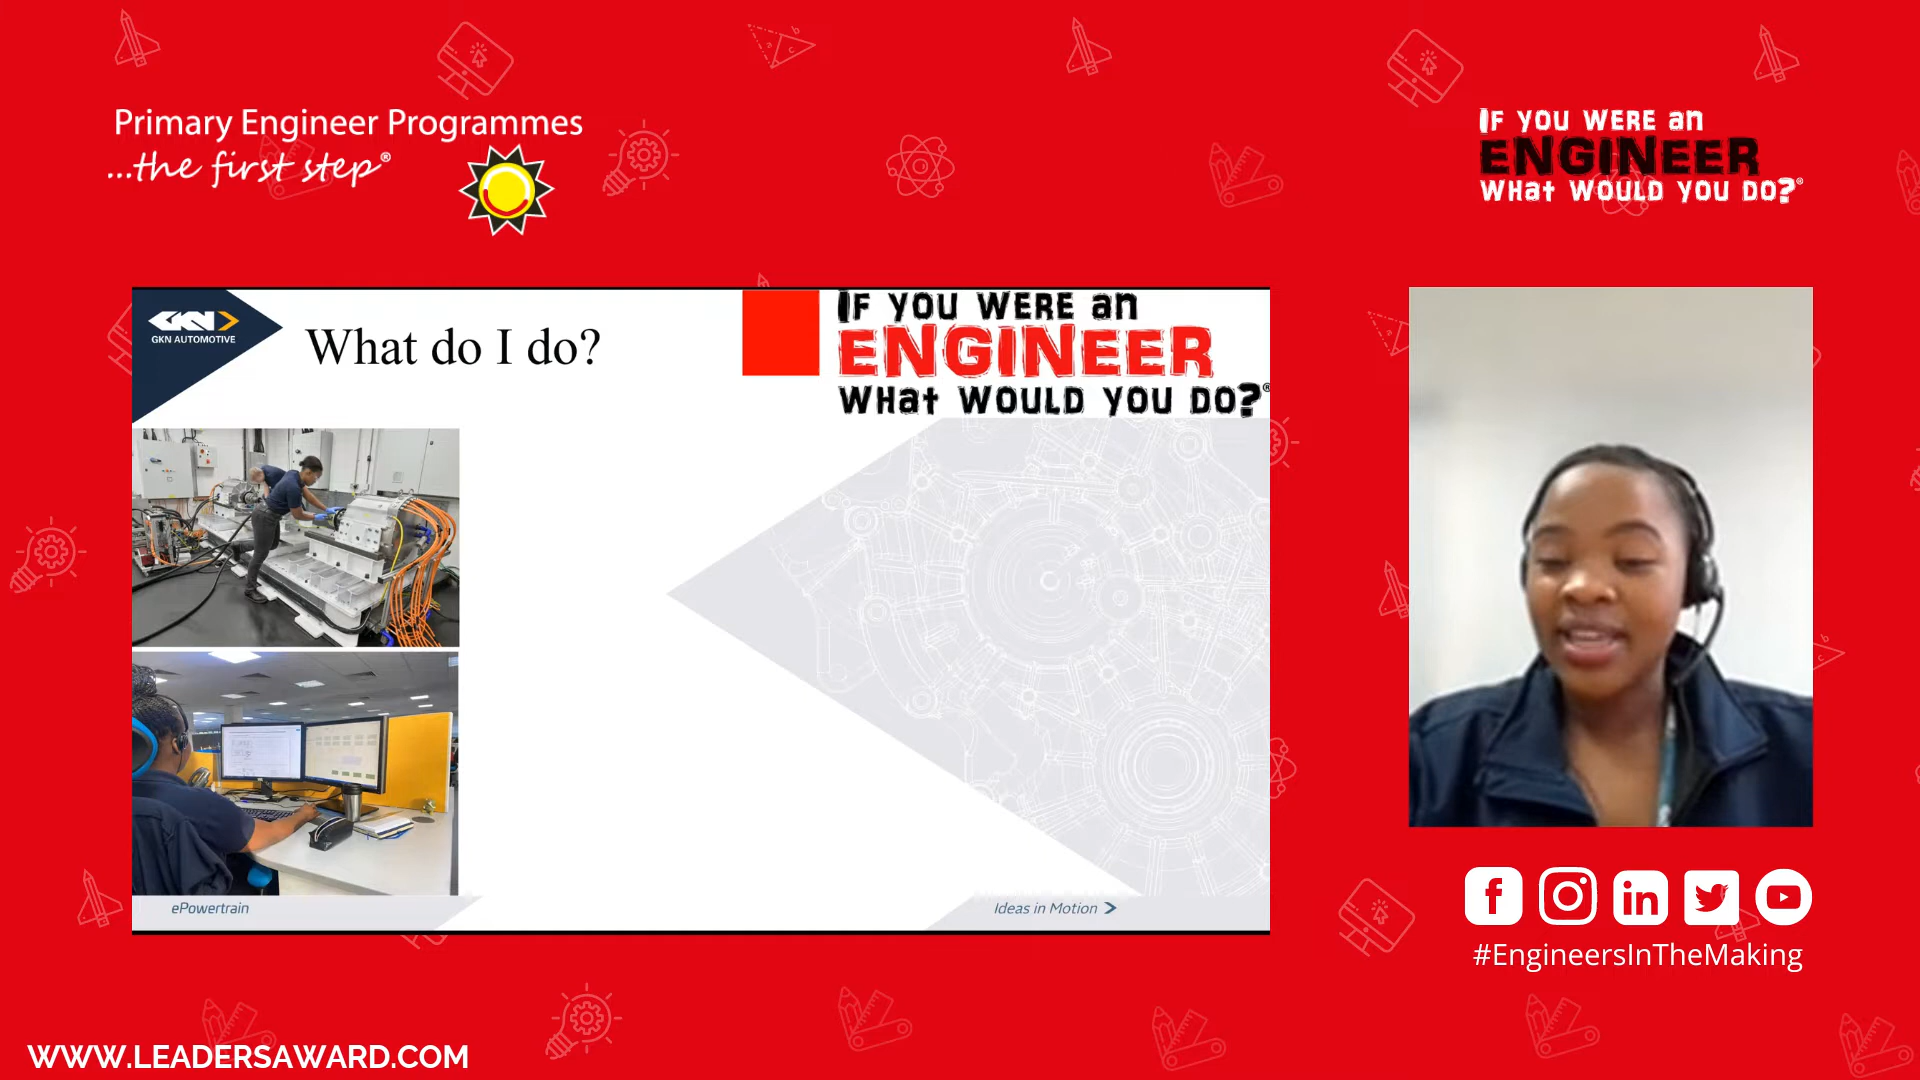 Primary Engineer Programmes
...the first step®
IF YOU WERE an
ENGINEER
WHat WOULD YOU DO?®
GKN
GKN AUTOMOTIVE
What do I do?
IF YOU WERE an
ENGINEER
WHat WOULD YOU DO?®
ePowertrain
Ideas in Motion
#EngineersInTheMaking
WWW.LEADERSAWARD.COM